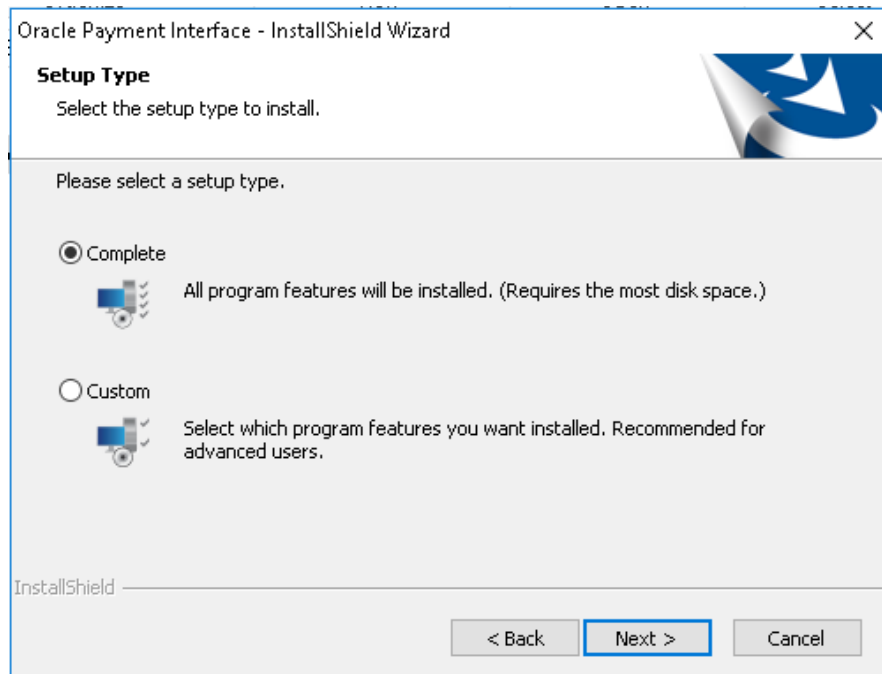 Oracle Payment Interface - InstallShield Wizard
Setup Type
Select the setup type to install.
Please select a setup type.
Complete
All program features will be installed. (Requires the most disk space.)
Custom
Select which program features you want installed. Recommended for
advanced users.
InstallShield
< Back
Next >
Cancel